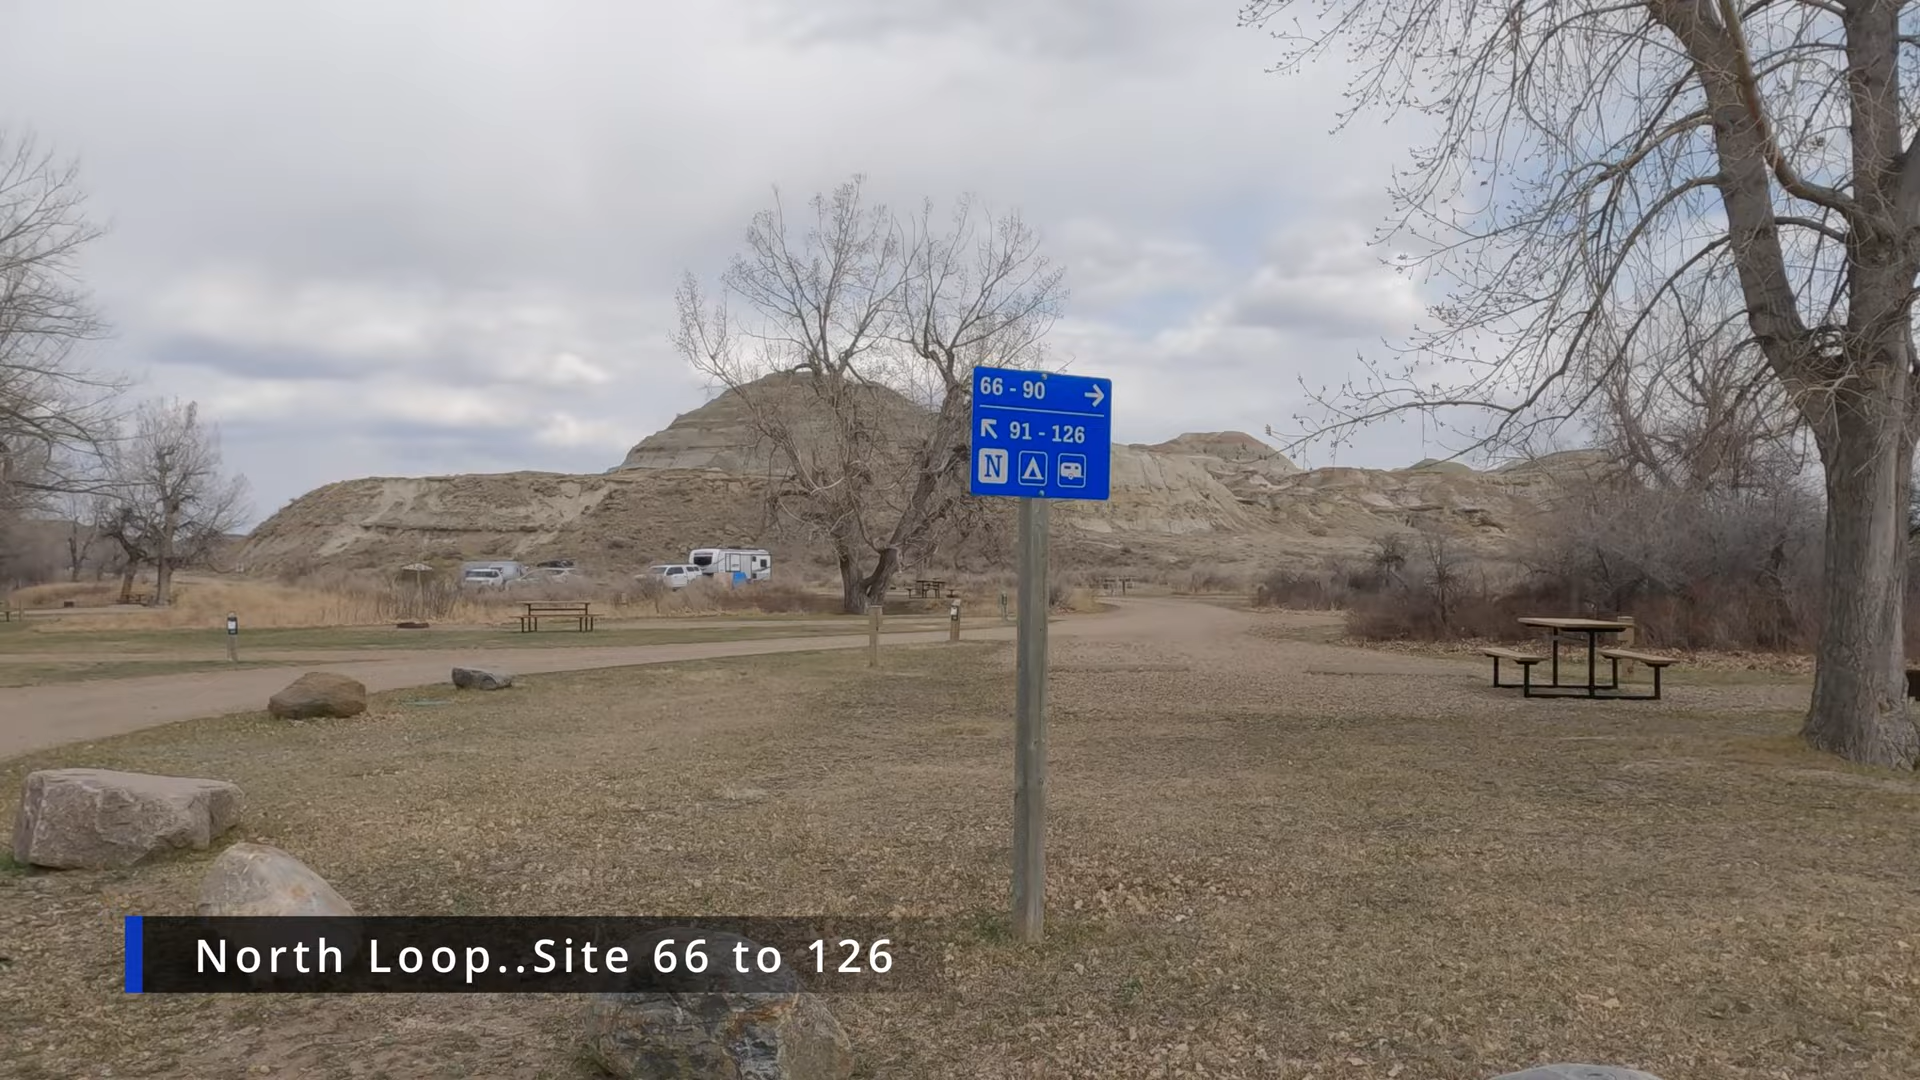 66 - 90 →
↖ 91 - 126
N
North Loop..Site 66 to 126